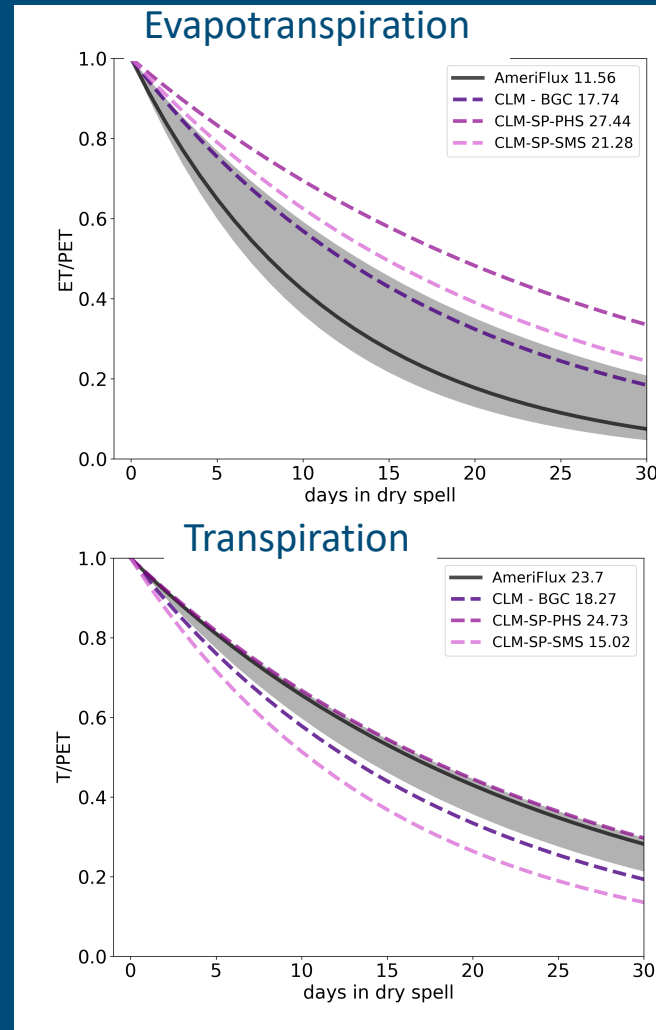 Evapotranspiration
AmeriFlux 11.56
CLM - BGC 17.74
CLM-SP-PHS 27.44
CLM-SP-SMS 21.28
1.0
0.8
0.6
0.4
0.2
0.0
ET/PET
0 5 10 15 20 25 30
days in dry spell
Transpiration
AmeriFlux 23.7
CLM - BGC 18.27
CLM-SP-PHS 24.73
CLM-SP-SMS 15.02
1.0
0.8
0.6
0.4
0.2
0.0
T/PET
0 5 10 15 20 25 30
days in dry spell